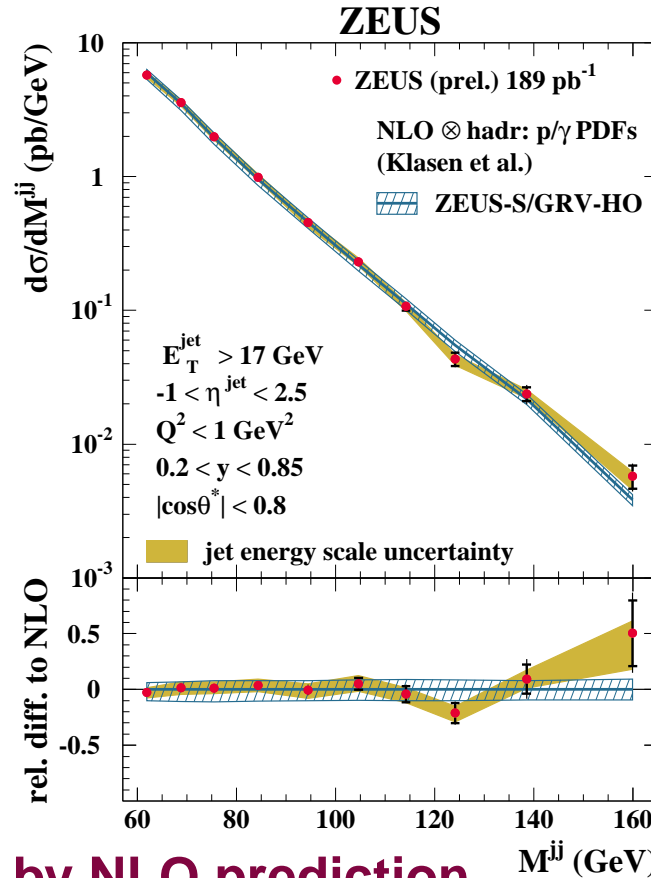 ZEUS
dσ/dM^jj (pb/GeV)
10
1
10^-1
10^-2
10^-3
ZEUS (prel.) 189 pb^-1
NLO ⊗ hadr: p/γ PDFs
(Klasen et al.)
ZEUS-S/GRV-HO
E_T^jet > 17 GeV
-1 < η^jet < 2.5
Q^2 < 1 GeV^2
0.2 < y < 0.85
|cosθ^*| < 0.8
jet energy scale uncertainty
rel. diff. to NLO
0.5
0
-0.5
60 80 100 120 140 160
M^jj (GeV)
by NLO prediction